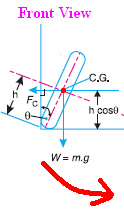 Front View
C.G.
h
F_C
h cosθ
θ
W = m.g